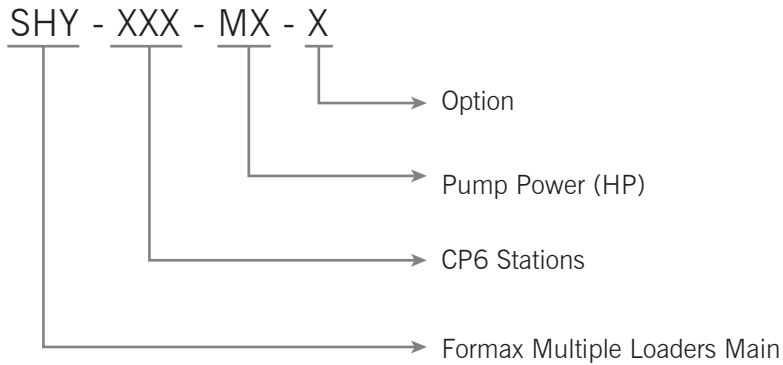 SHY - XXX - MX - X
Option
Pump Power (HP)
CP6 Stations
Formax Multiple Loaders Main